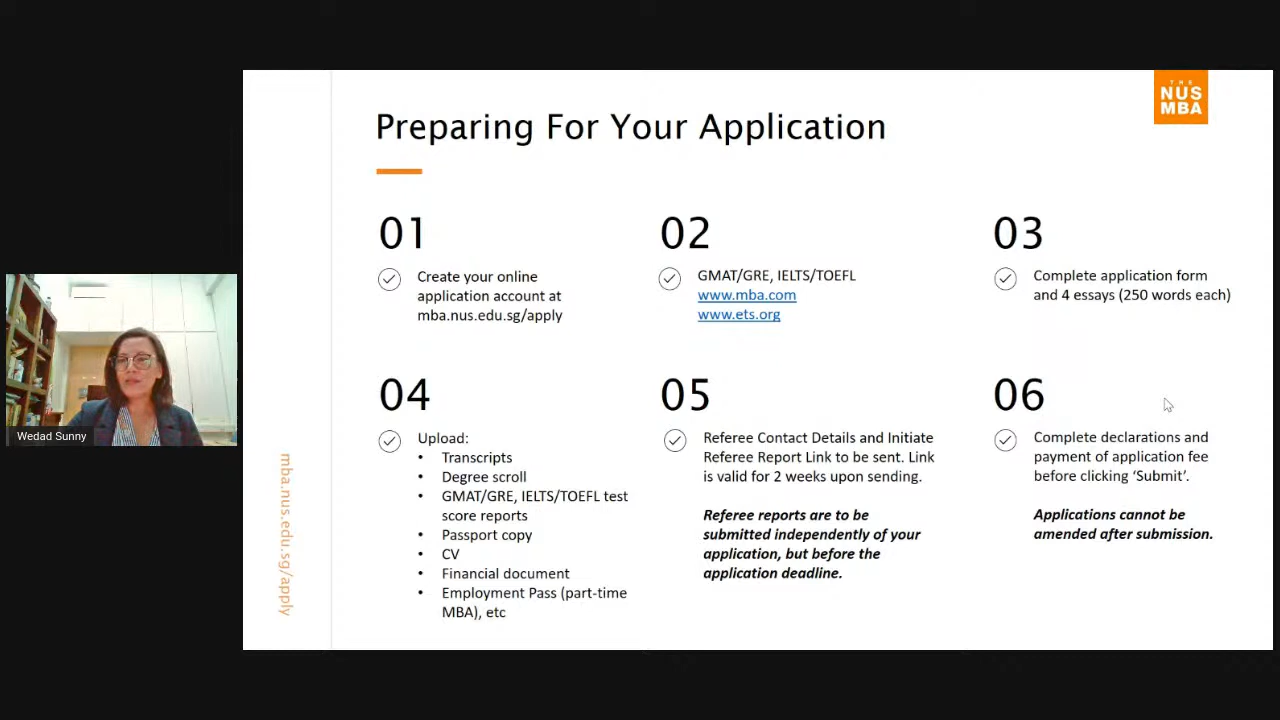 THE
NUS
MBA
Preparing For Your Application
01
Create your online
application account at
mba.nus.edu.sg/apply
02
GMAT/GRE, IELTS/TOEFL
www.mba.com
www.ets.org
03
Complete application form
and 4 essays (250 words each)
04
Upload:
• Transcripts
• Degree scroll
• GMAT/GRE, IELTS/TOEFL test
score reports
• Passport copy
• CV
• Financial document
• Employment Pass (part-time
MBA), etc
05
Referee Contact Details and Initiate
Referee Report Link to be sent. Link
is valid for 2 weeks upon sending.
Referee reports are to be
submitted independently of your
application, but before the
application deadline.
06
Complete declarations and
payment of application fee
before clicking ‘Submit’.
Applications cannot be
amended after submission.
Wedad Sunny
mba.nus.edu.sg/apply